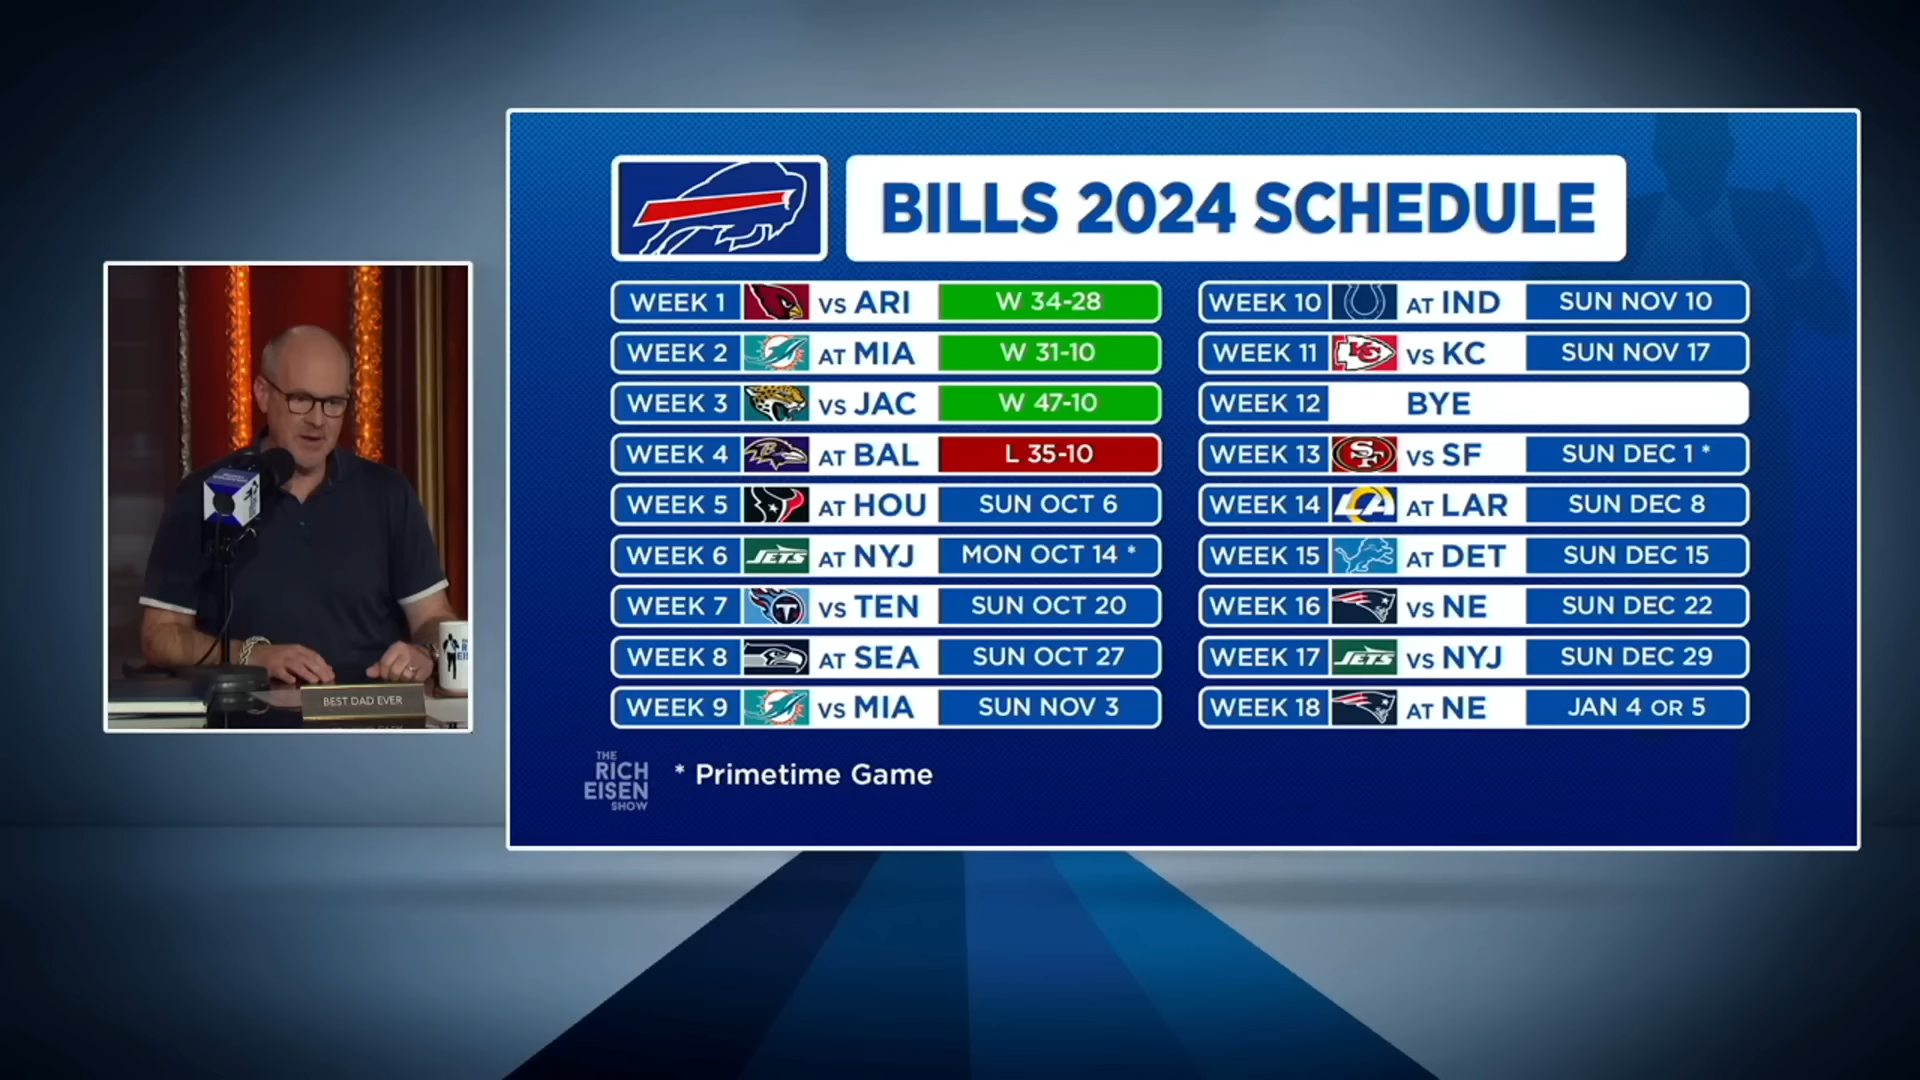 BILLS 2024 SCHEDULE
WEEK 1 VS ARI W 34-28
WEEK 2 AT MIA W 31-10
WEEK 3 VS JAC W 47-10
WEEK 4 AT BAL L 35-10
WEEK 5 AT HOU SUN OCT 6
WEEK 6 JETS AT NYJ MON OCT 14 *
WEEK 7 T VS TEN SUN OCT 20
WEEK 8 AT SEA SUN OCT 27
WEEK 9 VS MIA SUN NOV 3
WEEK 10 AT IND SUN NOV 10
WEEK 11 KC VS KC SUN NOV 17
WEEK 12 BYE
WEEK 13 SF VS SF SUN DEC 1 *
WEEK 14 LA AT LAR SUN DEC 8
WEEK 15 AT DET SUN DEC 15
WEEK 16 VS NE SUN DEC 22
WEEK 17 JETS VS NYJ SUN DEC 29
WEEK 18 AT NE JAN 4 OR 5
THE
RICH
EISEN
SHOW
* Primetime Game
BEST DAD EVER